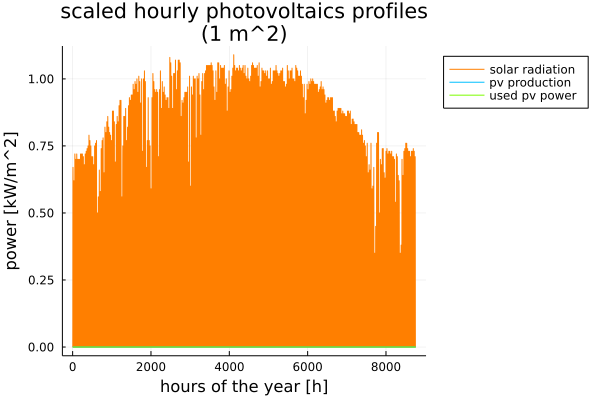 scaled hourly photovoltaics profiles
(1 m^2)
solar radiation
pv production
used pv power
power [kW/m^2]
1.00
0.75
0.50
0.25
0.00
0
2000
4000
6000
8000
hours of the year [h]